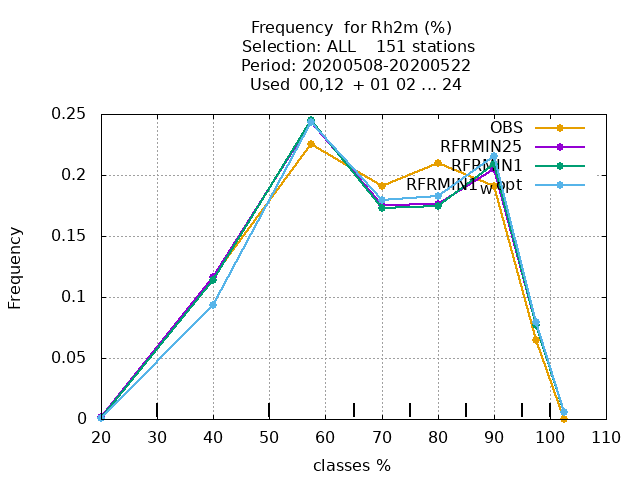 Frequency for Rh2m (%)
Selection: ALL 151 stations
Period: 20200508-20200522
Used 00,12 + 01 02 ... 24
0.25
0.2
0.15
0.1
0.05
0
Frequency
OBS
RFRMIN25
RFRMIN1
RFRMIN1wopt
20 30 40 50 60 70 80 90 100 110
classes %